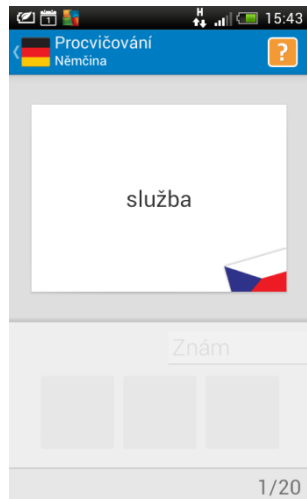 H
15:43
Procvičování
Němčina
?
služba
Znám
1/20